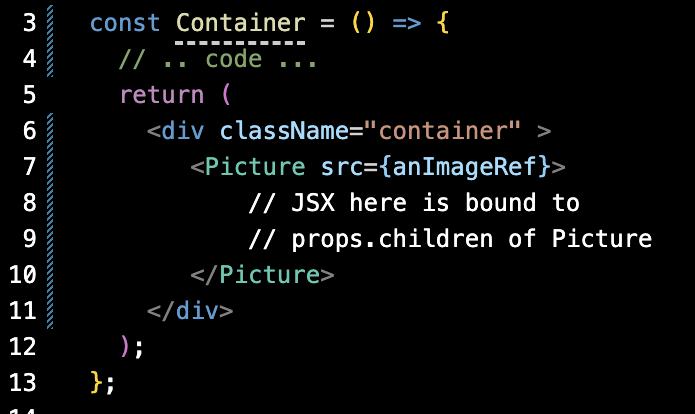 3 const Container = () => {
4 // .. code ...
5 return (
6 <div className="container" >
7 <Picture src={anImageRef}>
8 // JSX here is bound to
9 // props.children of Picture
10 </Picture>
11 </div>
12 );
13 };